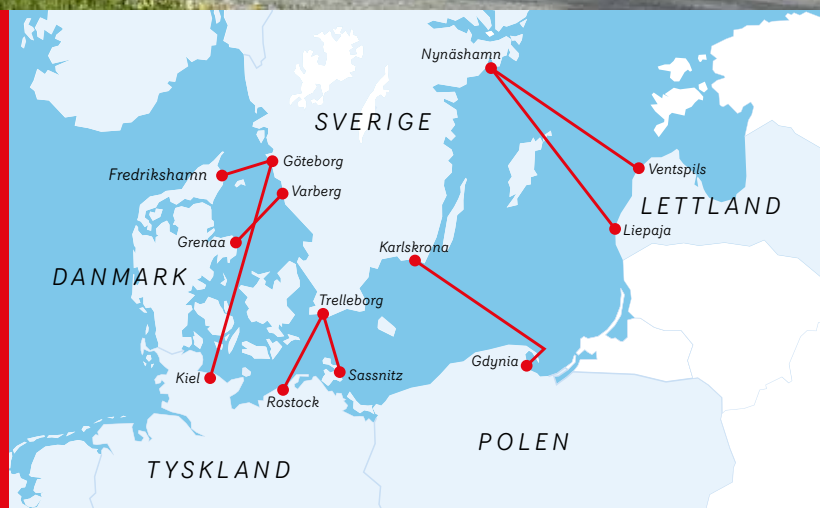 Nynäshamn
SVERIGE
Göteborg
Fredrikshamn
Varberg
Ventspils
LETTLAND
Liepaja
Grenaa
Karlskrona
DANMARK
Trelleborg
Gdynia
Kiel
Sassnitz
Rostock
POLEN
TYSKLAND